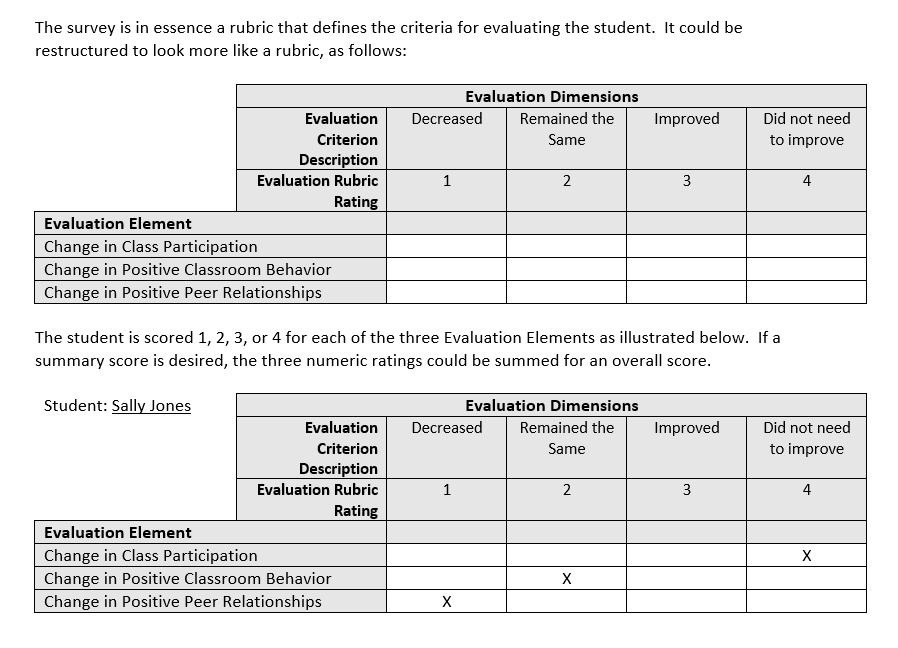 The survey is in essence a rubric that defines the criteria for evaluating the student. It could be
restructured to look more like a rubric, as follows:
Evaluation Dimensions
Evaluation Criterion Description Decreased Remained the Same Improved Did not need to improve
Evaluation Rubric Rating 1 2 3 4
Evaluation Element
Change in Class Participation
Change in Positive Classroom Behavior
Change in Positive Peer Relationships
The student is scored 1, 2, 3, or 4 for each of the three Evaluation Elements as illustrated below. If a
summary score is desired, the three numeric ratings could be summed for an overall score.
Student: Sally Jones Evaluation Dimensions
Evaluation Criterion Description Decreased Remained the Same Improved Did not need to improve
Evaluation Rubric Rating 1 2 3 4
Evaluation Element
Change in Class Participation X
Change in Positive Classroom Behavior X
Change in Positive Peer Relationships X